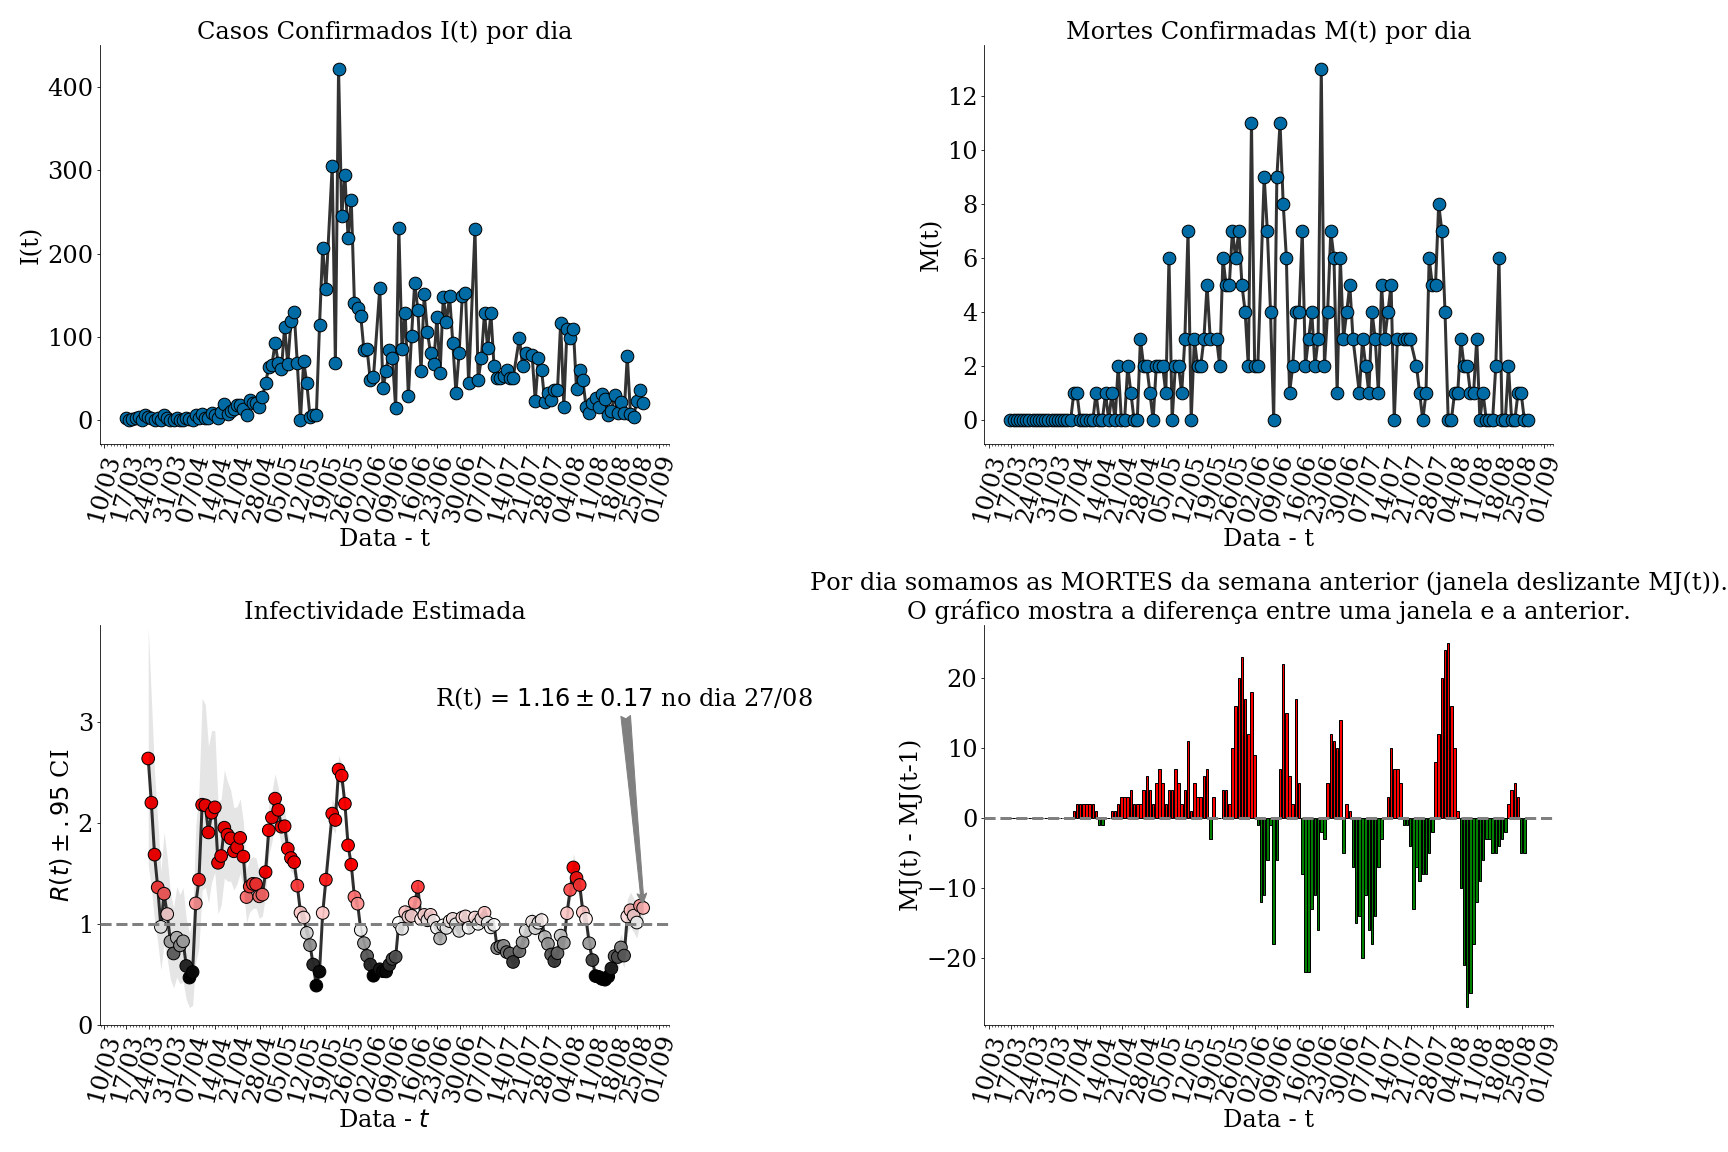 Casos Confirmados I(t) por dia
I(t)
400
300
200
100
0
10/03 17/03 24/03 31/03 07/04 14/04 21/04 28/04 05/05 12/05 19/05 26/05 02/06 09/06 16/06 23/06 30/06 07/07 14/07 21/07 28/07 04/08 11/08 18/08 25/08 01/09
Data - t
Mortes Confirmadas M(t) por dia
M(t)
12
10
8
6
4
2
0
10/03 17/03 24/03 31/03 07/04 14/04 21/04 28/04 05/05 12/05 19/05 26/05 02/06 09/06 16/06 23/06 30/06 07/07 14/07 21/07 28/07 04/08 11/08 18/08 25/08 01/09
Data - t
Infectividade Estimada
R(t) ± .95 CI
3
2
1
0
R(t) = 1.16 ± 0.17 no dia 27/08
10/03 17/03 24/03 31/03 07/04 14/04 21/04 28/04 05/05 12/05 19/05 26/05 02/06 09/06 16/06 23/06 30/06 07/07 14/07 21/07 28/07 04/08 11/08 18/08 25/08 01/09
Data - t
Por dia somamos as MORTES da semana anterior (janela deslizante MJ(t)).
O gráfico mostra a diferença entre uma janela e a anterior.
MJ(t) - MJ(t-1)
20
10
0
−10
−20
10/03 17/03 24/03 31/03 07/04 14/04 21/04 28/04 05/05 12/05 19/05 26/05 02/06 09/06 16/06 23/06 30/06 07/07 14/07 21/07 28/07 04/08 11/08 18/08 25/08 01/09
Data - t